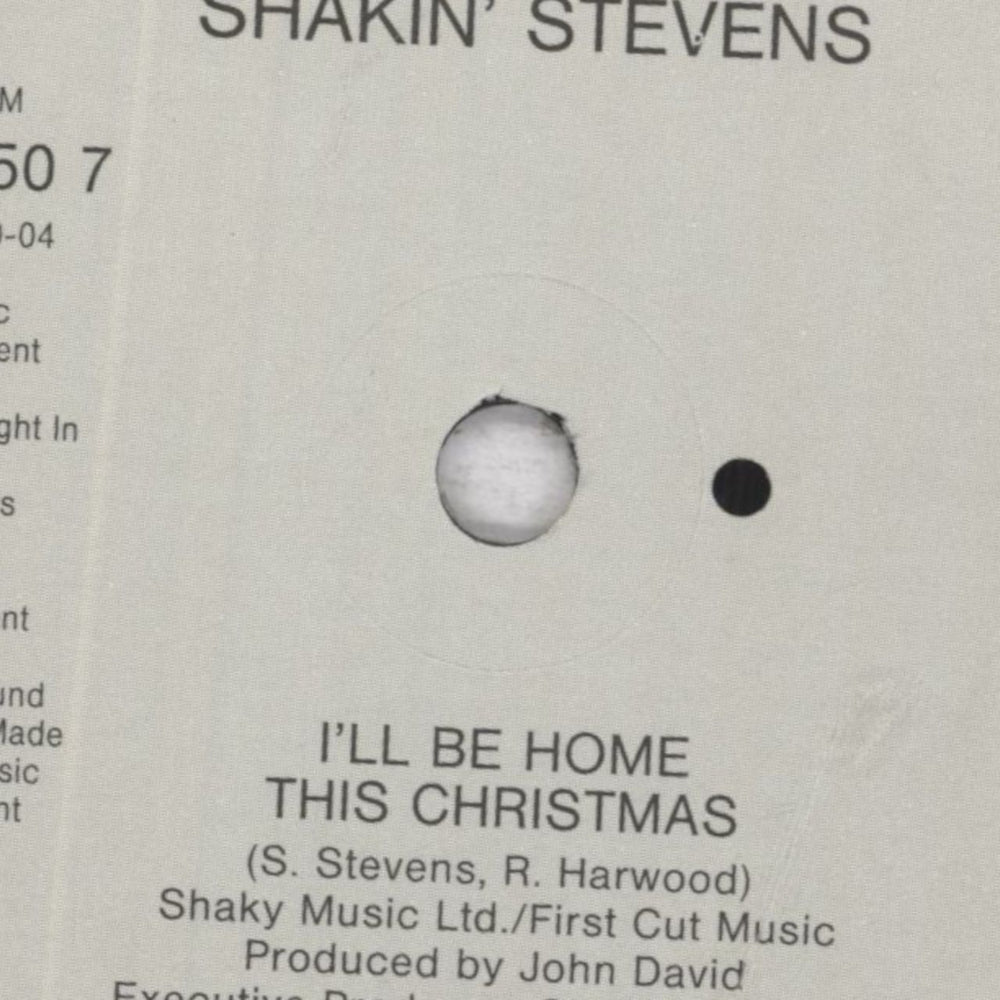 SHAKIN' STEVENS
M
50 7
-04
c
ent
ght In
s
nt
und
Made
sic
nt
I'LL BE HOME
THIS CHRISTMAS
(S. Stevens, R. Harwood)
Shaky Music Ltd./First Cut Music
Produced by John David
Executive